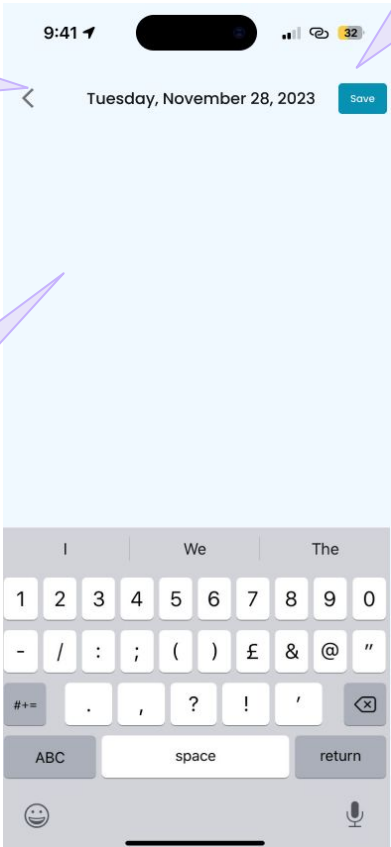 9:41 32
Tuesday, November 28, 2023 Save
I We The
1 2 3 4 5 6 7 8 9 0
- / : ; ( ) £ & @ "
#+= . , ? ! '
ABC space return